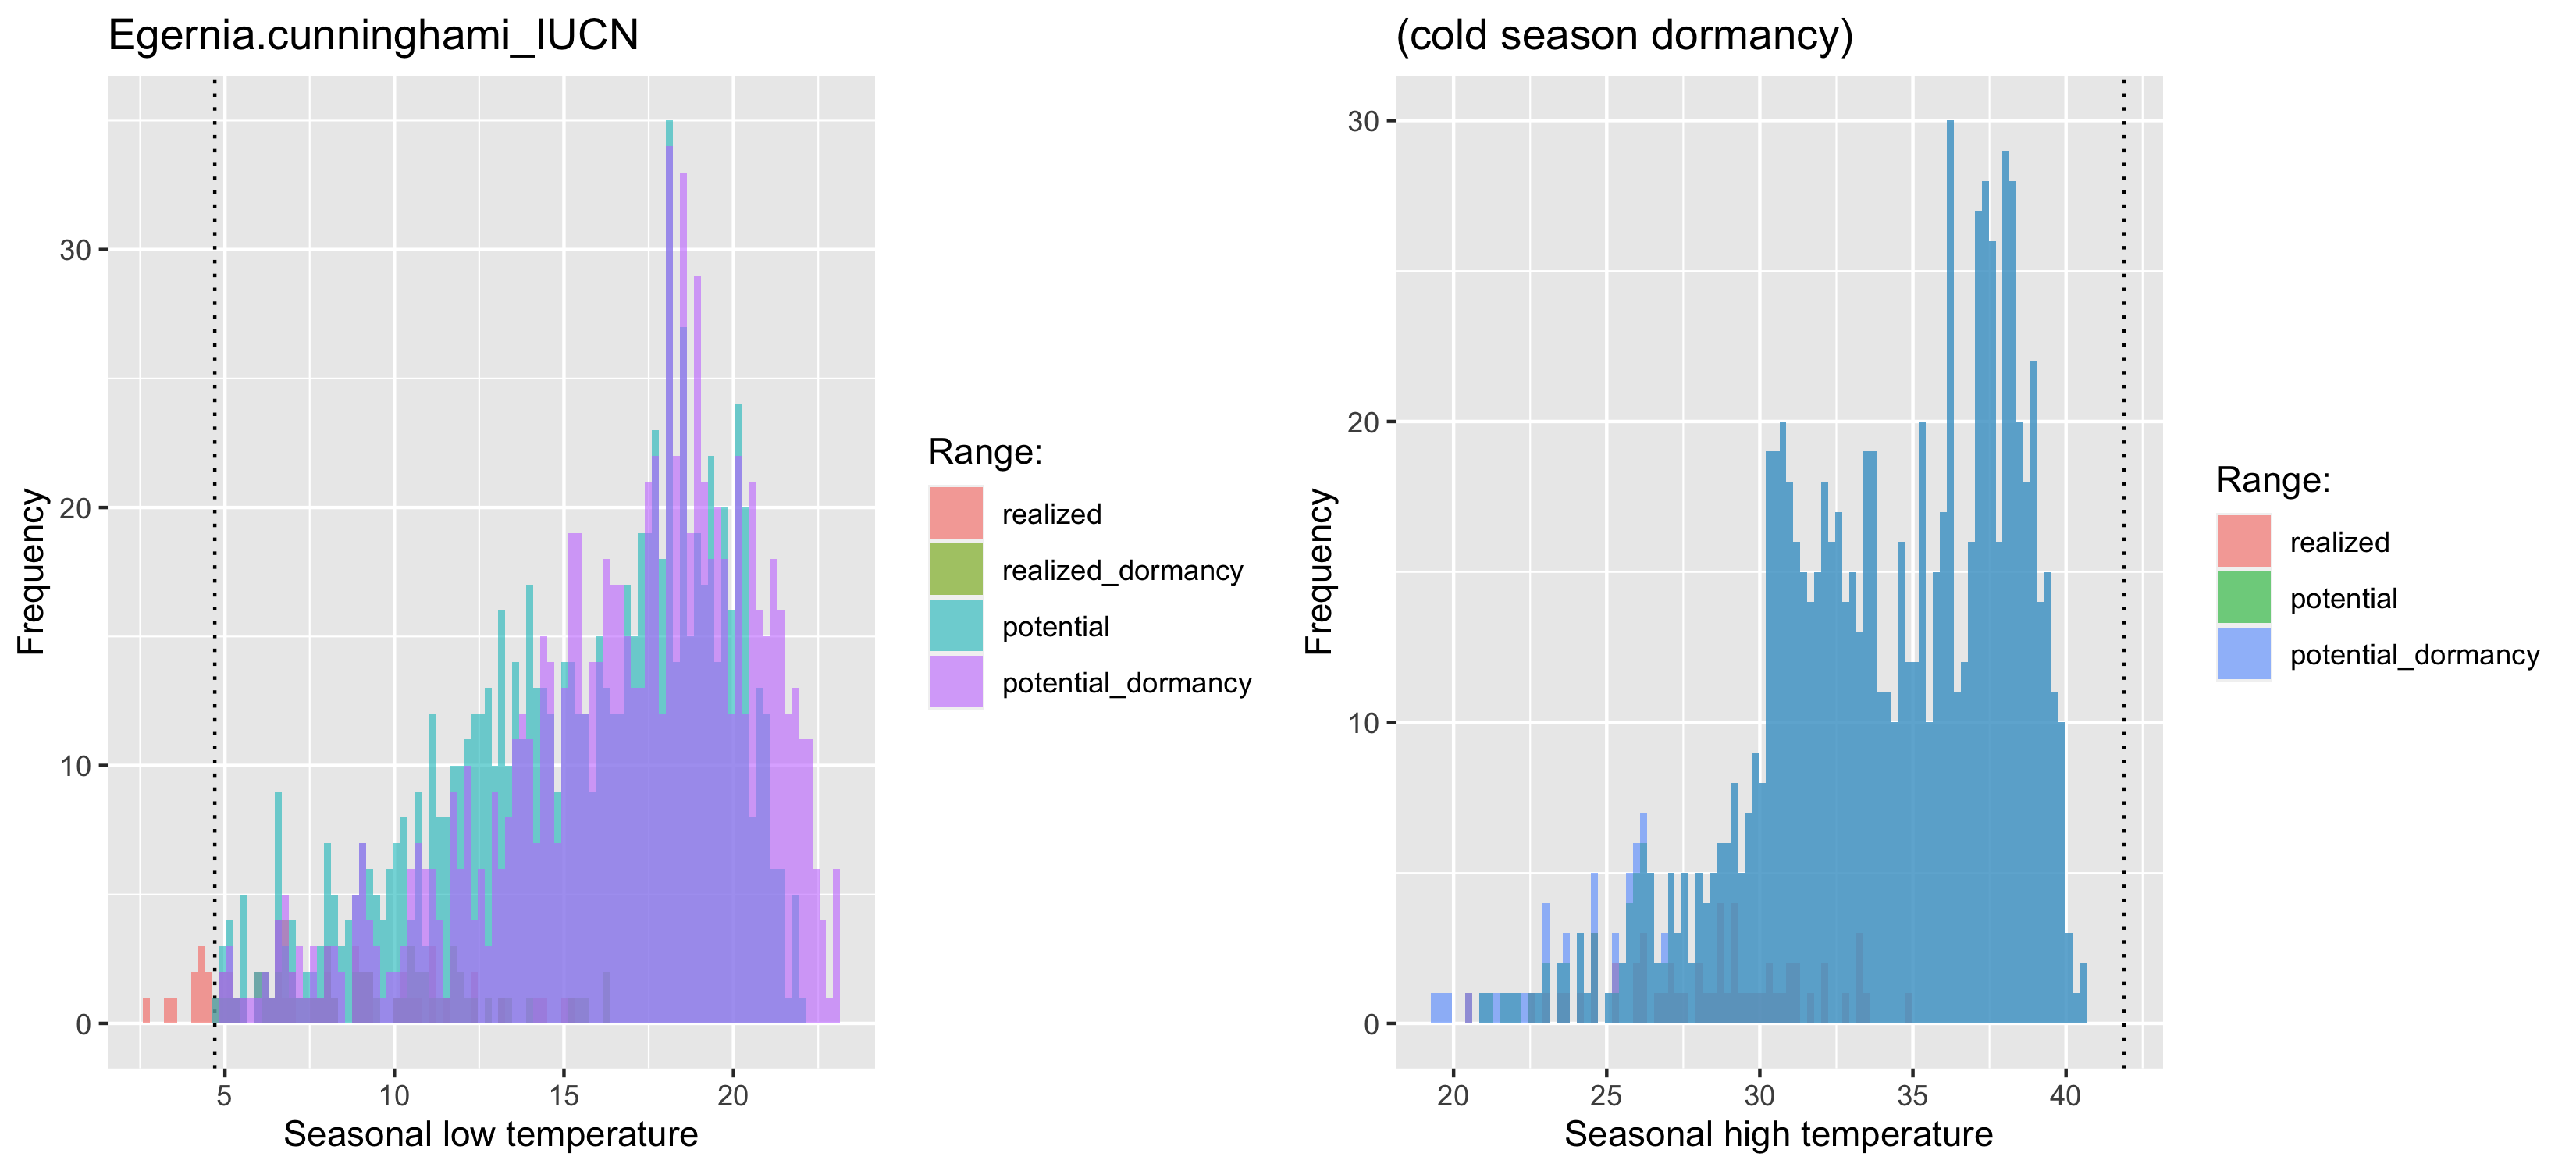 Egernia.cunninghami_IUCN
Frequency
30
20
10
0
5
10
15
20
Seasonal low temperature
Range:
realized
realized_dormancy
potential
potential_dormancy
(cold season dormancy)
Frequency
30
20
10
0
20
25
30
35
40
Seasonal high temperature
Range:
realized
potential
potential_dormancy